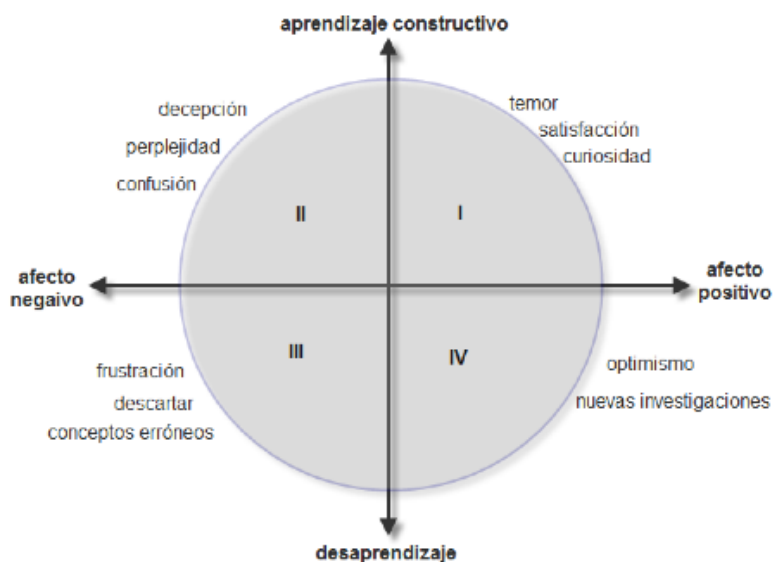 aprendizaje constructivo
decepción
perplejidad
confusión
temor
satisfacción
curiosidad
II
I
afecto
negaivo
afecto
positivo
III
IV
frustración
descartar
conceptos erróneos
optimismo
nuevas investigaciones
desaprendizaje